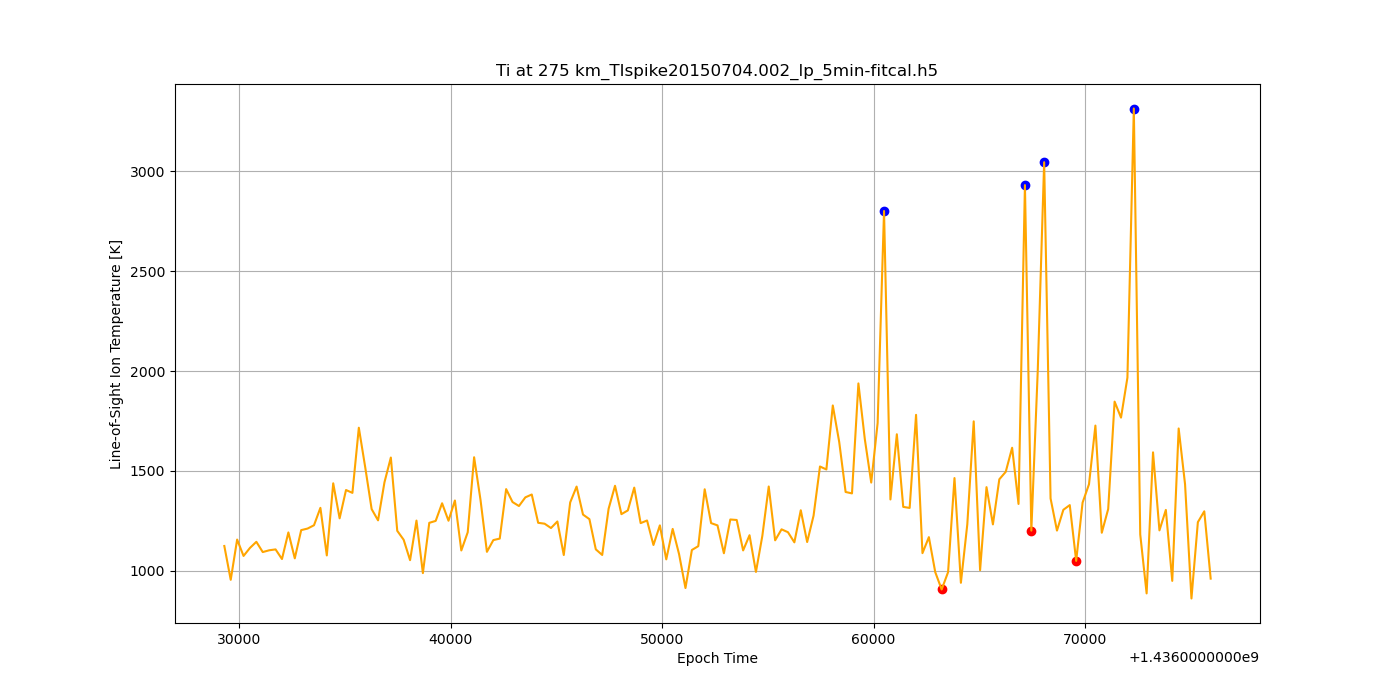 Ti at 275 km_TIspike20150704.002_lp_5min-fitcal.h5
Line-of-Sight Ion Temperature [K]
3000
2500
2000
1500
1000
30000 40000 50000 60000 70000
Epoch Time
+1.4360000000e9